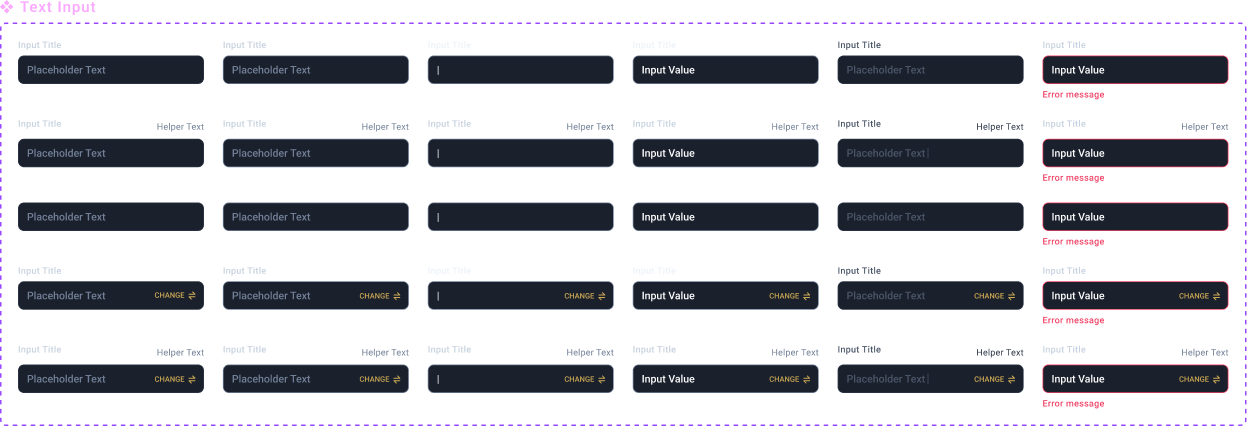 Text Input
Input Title Input Title Input Title Input Title Input Title Input Title
Placeholder Text Placeholder Text | Input Value Placeholder Text Input Value
Error message
Input Title Helper Text Input Title Helper Text Input Title Helper Text Input Title Helper Text Input Title Helper Text Input Title Helper Text
Placeholder Text Placeholder Text | Input Value Placeholder Text| Input Value
Error message
Placeholder Text Placeholder Text | Input Value Placeholder Text Input Value
Error message
Input Title Input Title Input Title Input Title Input Title Input Title
Placeholder Text CHANGE Placeholder Text CHANGE | CHANGE Input Value CHANGE Placeholder Text CHANGE Input Value CHANGE
Error message
Input Title Helper Text Input Title Helper Text Input Title Helper Text Input Title Helper Text Input Title Helper Text Input Title Helper Text
Placeholder Text CHANGE Placeholder Text CHANGE | CHANGE Input Value CHANGE Placeholder Text| CHANGE Input Value CHANGE
Error message